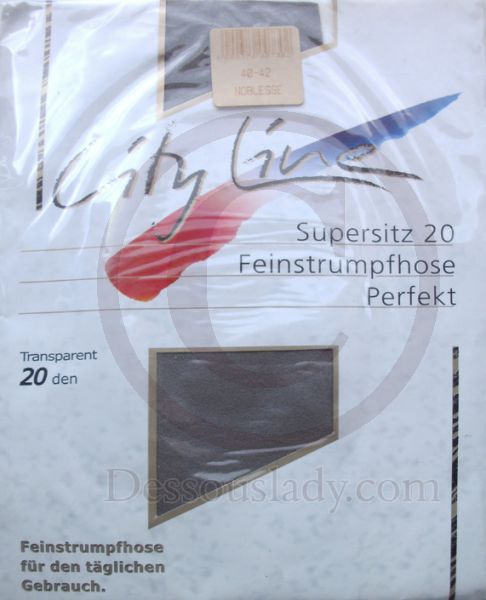 40-42
NOBLESSE
City Line
Supersitz 20
Feinstrumpfhose
Perfekt
Transparent
20 den
Dessouslady.com
Feinstrumpfhose
für den täglichen
Gebrauch.